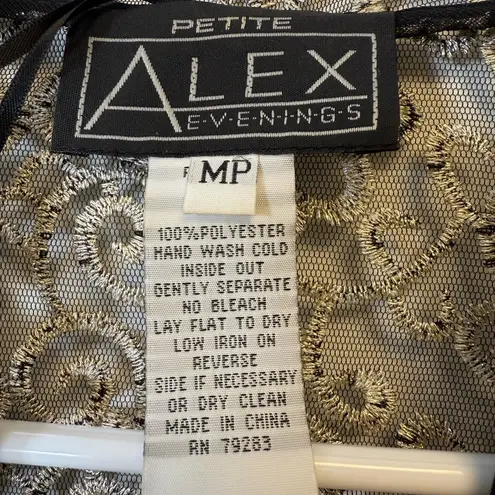 PETITE
ALEX
E·V·E·N·I·N·G·S
MP
100%POLYESTER
HAND WASH COLD
INSIDE OUT
GENTLY SEPARATE
NO BLEACH
LAY FLAT TO DRY
LOW IRON ON
REVERSE
SIDE IF NECESSARY
OR DRY CLEAN
MADE IN CHINA
RN 79283